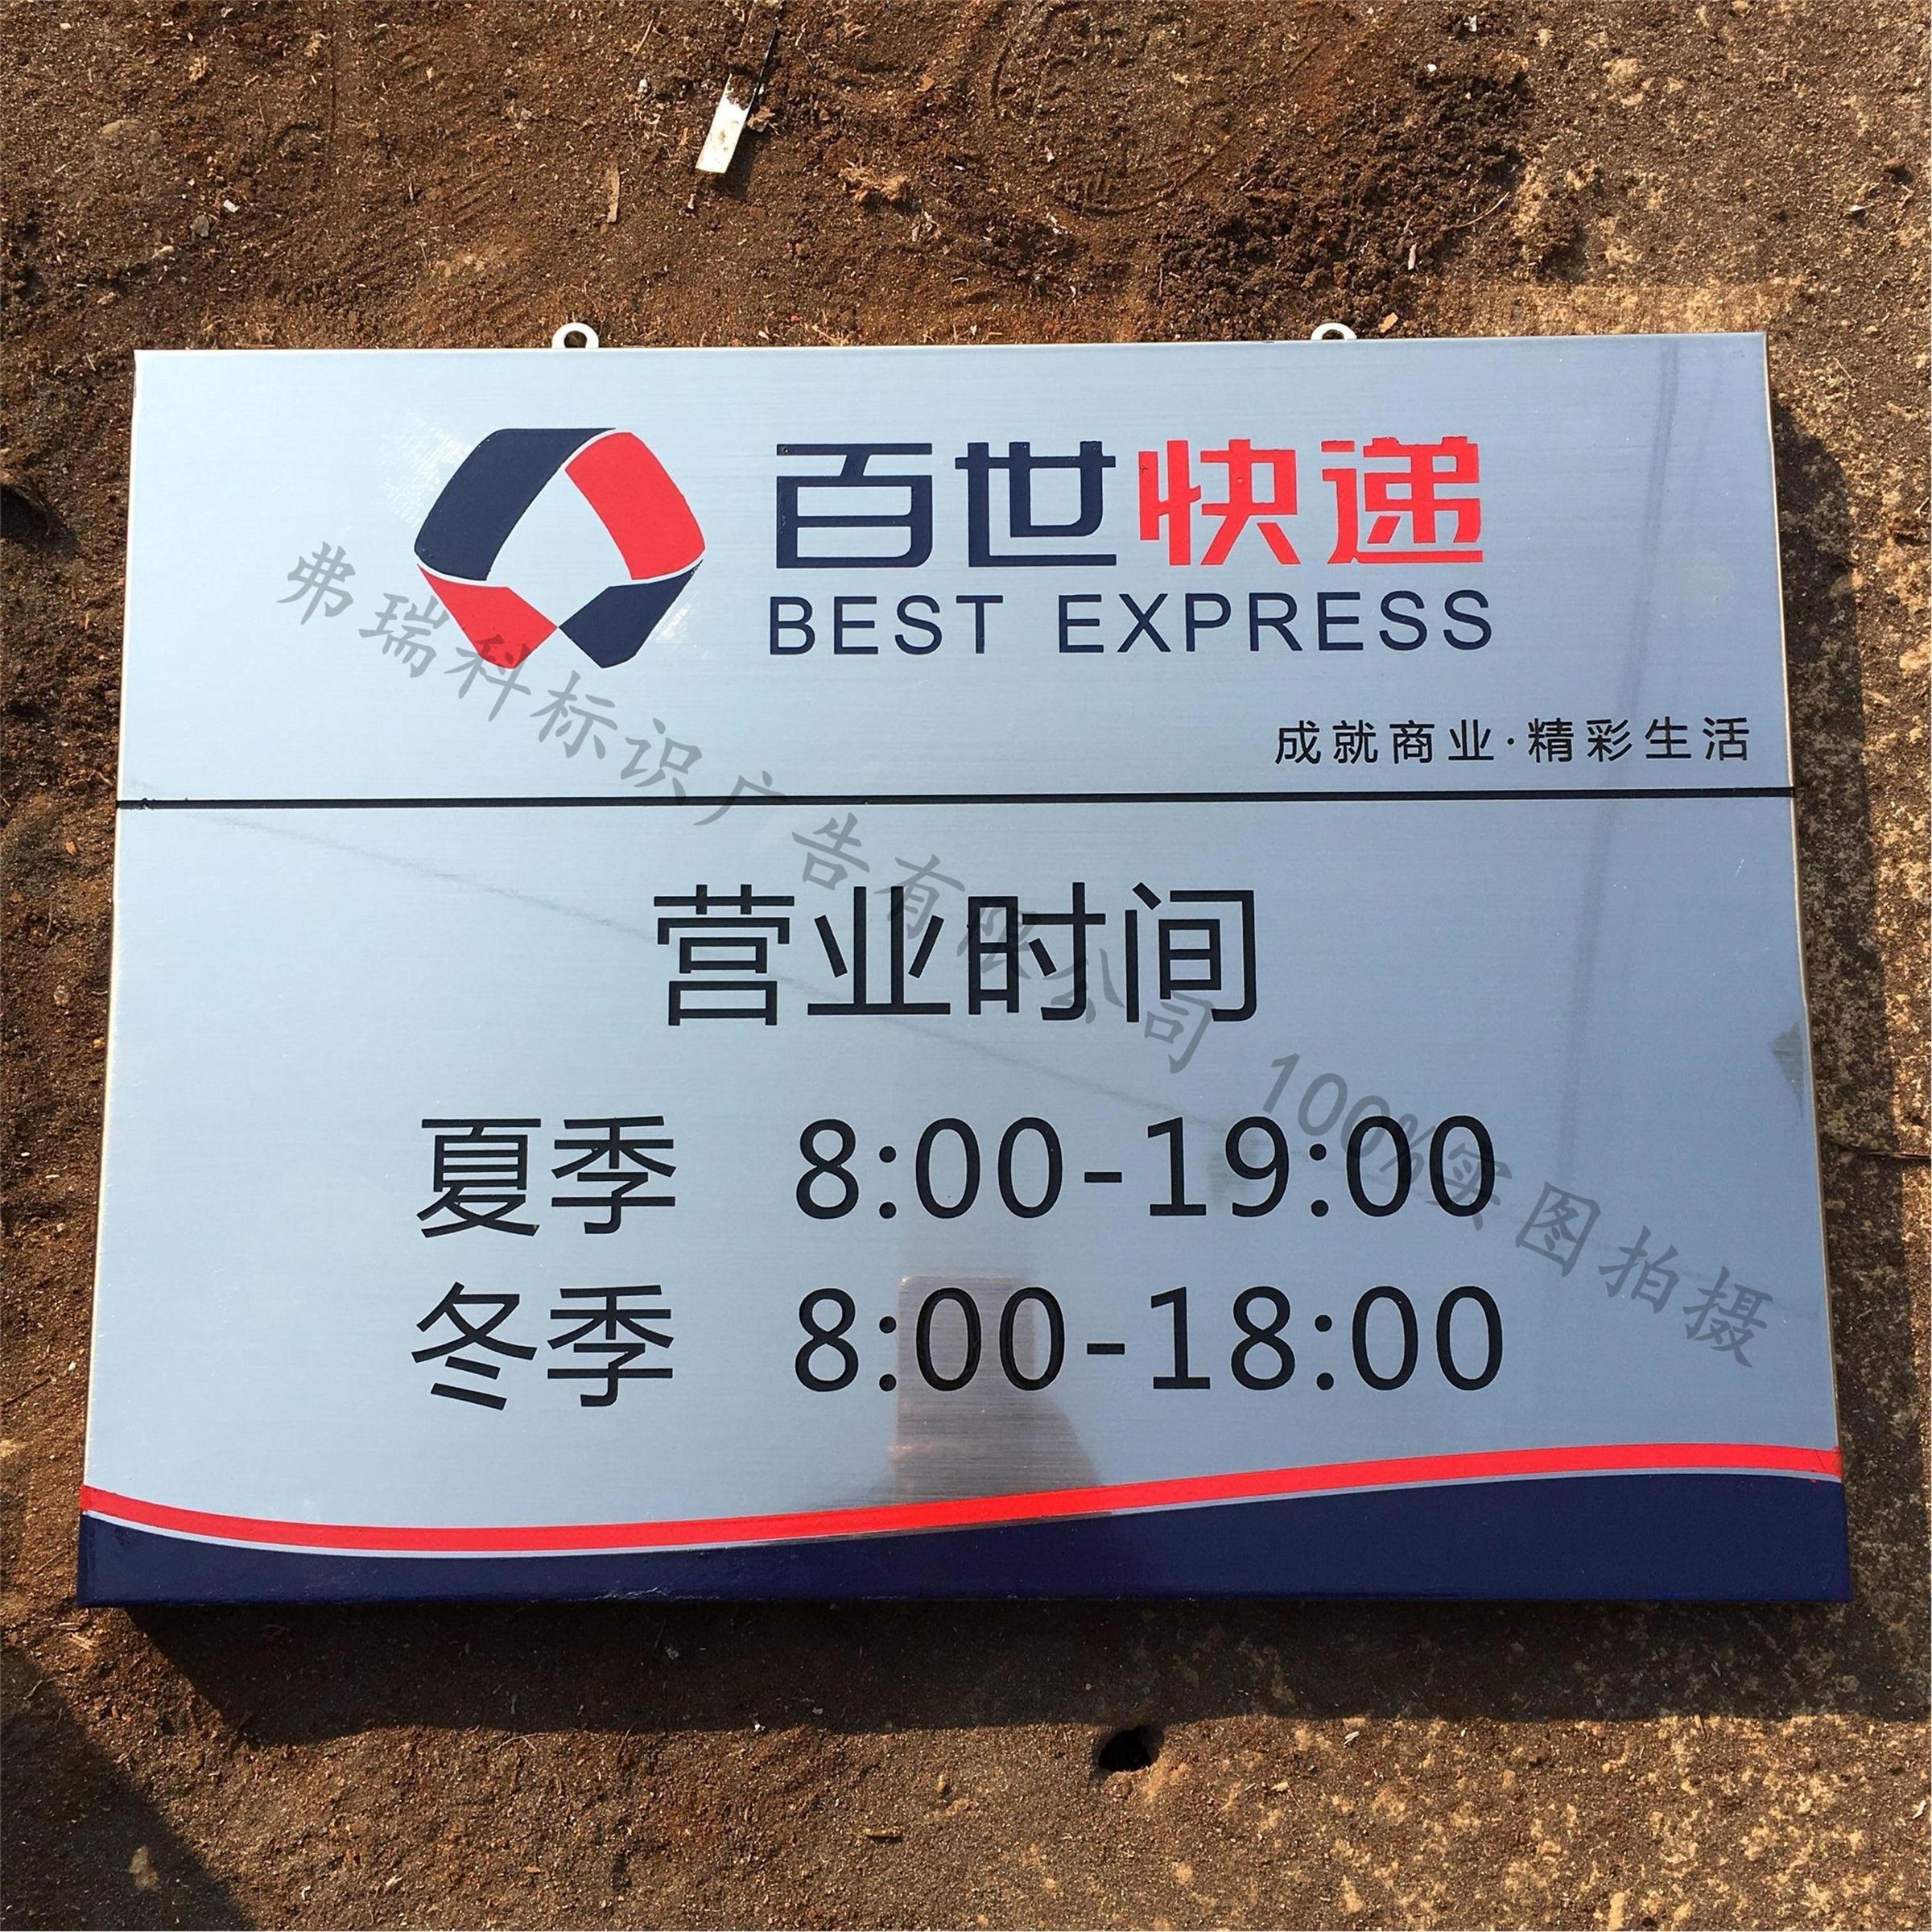 百世快递
BEST EXPRESS
成就商业·精彩生活
营业时间
夏季 8:00-19:00
冬季 8:00-18:00
弗瑞科标识广告有限公司 100%实图拍摄